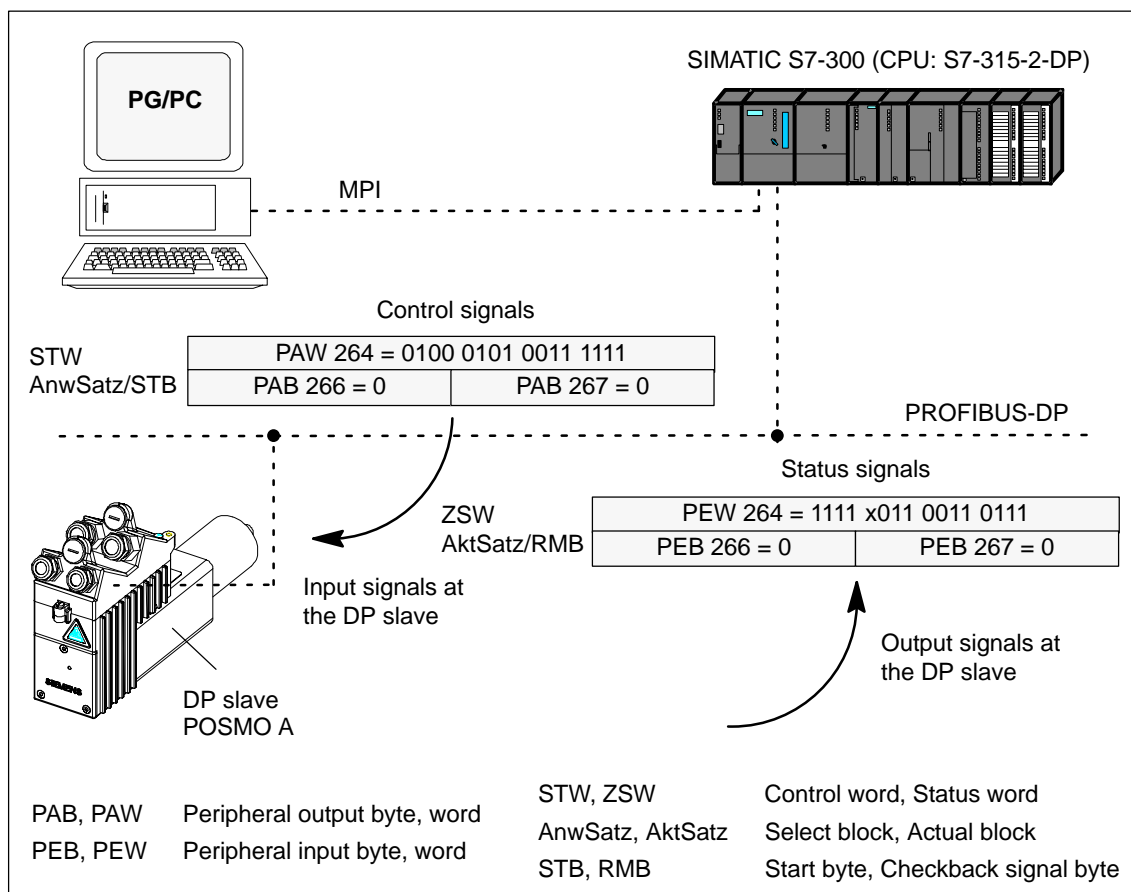 PG/PC
SIMATIC S7-300 (CPU: S7-315-2-DP)
MPI
Control signals
STW
AnwSatz/STB
PAW 264 = 0100 0101 0011 1111
PAB 266 = 0
PAB 267 = 0
PROFIBUS-DP
Status signals
ZSW
AktSatz/RMB
PEW 264 = 1111 x011 0011 0111
PEB 266 = 0
PEB 267 = 0
Input signals at
the DP slave
Output signals at
the DP slave
SIEMENS
DP slave
POSMO A
PAB, PAW Peripheral output byte, word
PEB, PEW Peripheral input byte, word
STW, ZSW Control word, Status word
AnwSatz, AktSatz Select block, Actual block
STB, RMB Start byte, Checkback signal byte